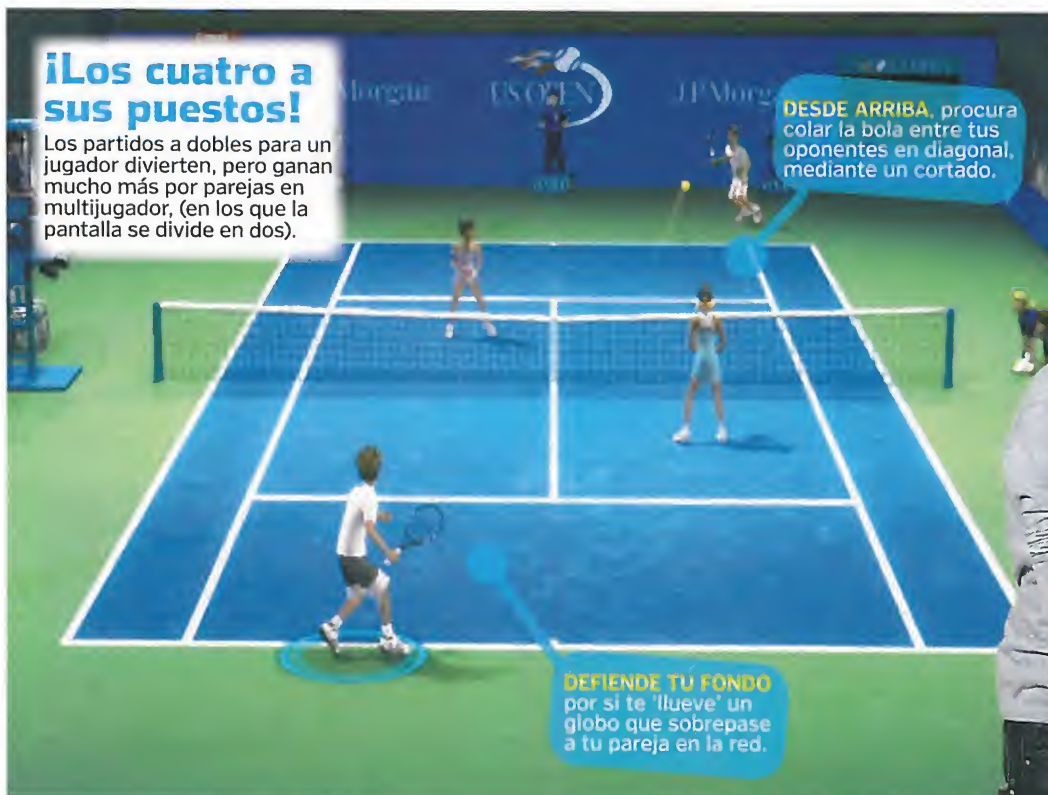 ¡Los cuatro a
sus puestos!
Los partidos a dobles para un
jugador divierten, pero ganan
mucho más por parejas en
multijugador, (en los que la
pantalla se divide en dos).
Morgan
US OPEN
J.P.Morg
DESDE ARRIBA, procura
colar la bola entre tus
oponentes en diagonal,
mediante un cortado.
DEFIENDE TU FONDO
por si te 'llueve' un
globo que sobrepase
a tu pareja en la red.